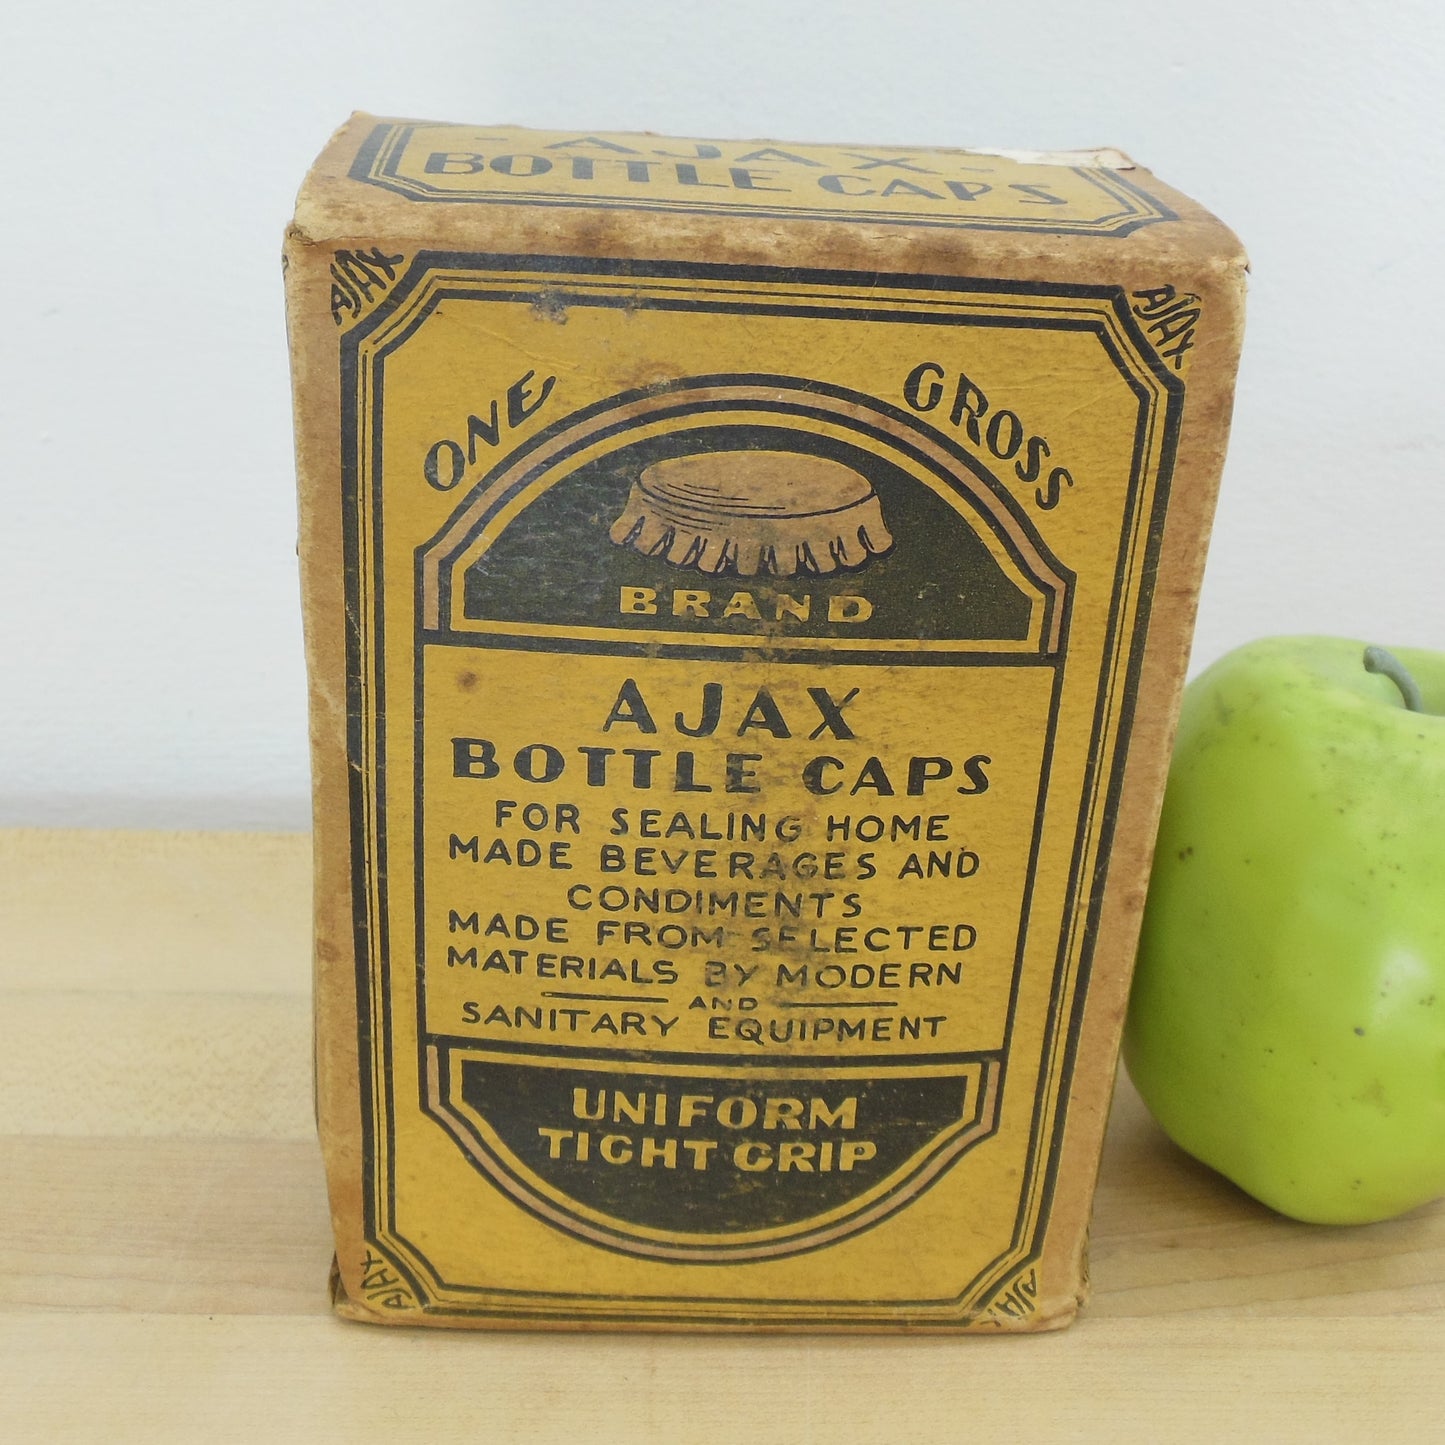 - AJAX -
BOTTLE CAPS
AJAX
AJAX
ONE GROSS
BRAND
AJAX
BOTTLE CAPS
FOR SEALING HOME
MADE BEVERAGES AND
CONDIMENTS
MADE FROM SELECTED
MATERIALS BY MODERN
AND
SANITARY EQUIPMENT
UNIFORM
TIGHT GRIP
AJAX
AJAX